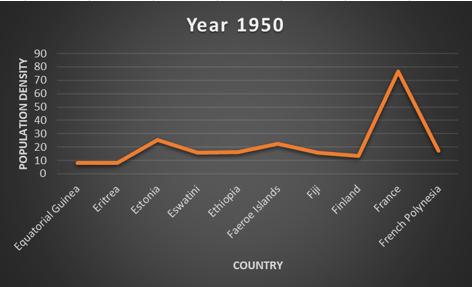 Year 1950
POPULATION DENSITY
90
80
70
60
50
40
30
20
10
0
Equatorial Guinea
Eritrea
Estonia
Eswatini
Ethiopia
Faeroe Islands
Fiji
Finland
France
French Polynesia
COUNTRY